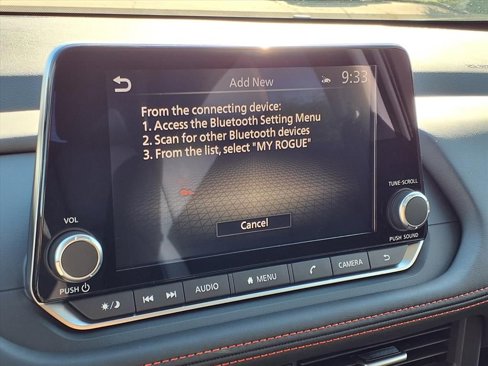 Add New
9:33
From the connecting device:
1. Access the Bluetooth Setting Menu
2. Scan for other Bluetooth devices
3. From the list, select "MY ROGUE"
Cancel
TUNE·SCROLL
PUSH SOUND
VOL
PUSH
AUDIO
MENU
CAMERA